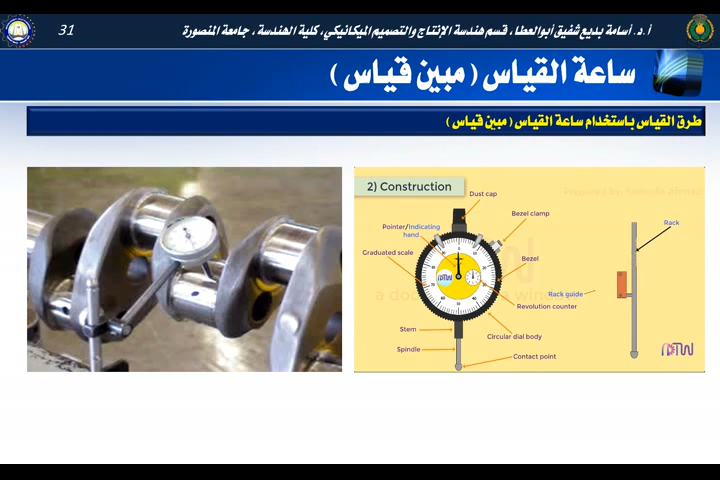 أ.د. أسامة بديع شفيق أبوالعطا، قسم هندسة الإنتاج والتصميم الميكانيكي، كلية الهندسة، جامعة المنصورة
31
ساعة القياس ( مبين قياس )
طرق القياس باستخدام ساعة القياس ( مبين قياس )
2) Construction
Dust cap
Bezel clamp
Pointer/Indicating
hand
Graduated scale
Bezel
Rack
Rack guide
Revolution counter
Stem
Circular dial body
Spindle
Contact point